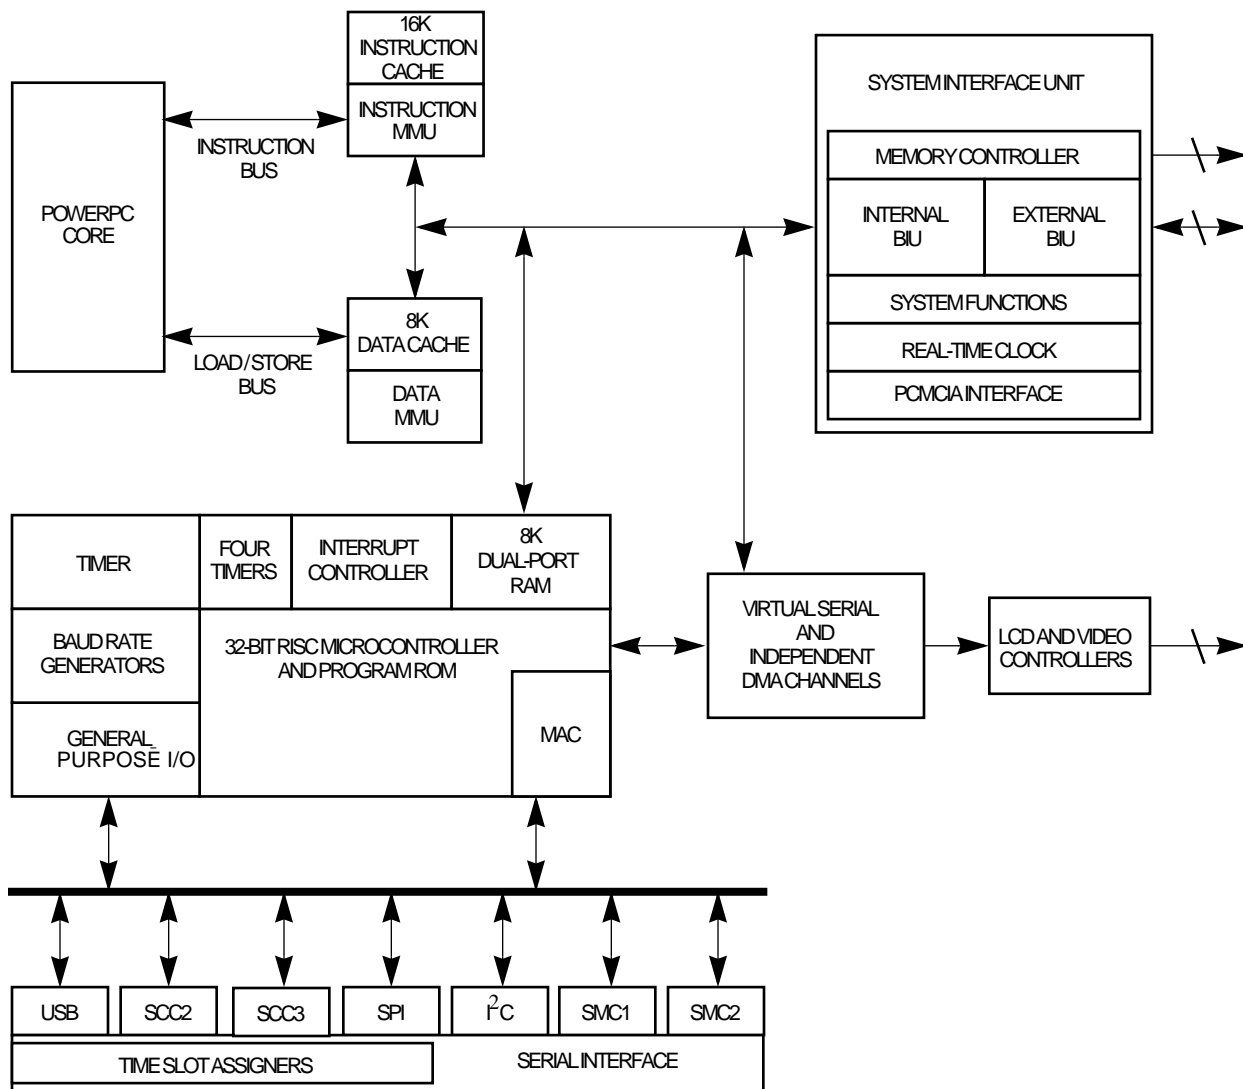 16K
INSTRUCTION
CACHE
INSTRUCTION
MMU
INSTRUCTION
BUS
POWERPC
CORE
8K
DATA CACHE
LOAD / STORE
BUS
DATA
MMU
SYSTEM INTERFACE UNIT
MEMORY CONTROLLER
INTERNAL
BIU
EXTERNAL
BIU
SYSTEM FUNCTIONS
REAL-TIME CLOCK
PCMCIA INTERFACE
TIMER
FOUR
TIMERS
INTERRUPT
CONTROLLER
8K
DUAL-PORT
RAM
BAUD RATE
GENERATORS
32-BIT RISC MICROCONTROLLER
AND PROGRAM ROM
GENERAL
PURPOSE I/O
MAC
VIRTUAL SERIAL
AND
INDEPENDENT
DMA CHANNELS
LCD AND VIDEO
CONTROLLERS
USB
SCC2
SCC3
SPI
I²C
SMC1
SMC2
TIME SLOT ASSIGNERS
SERIAL INTERFACE